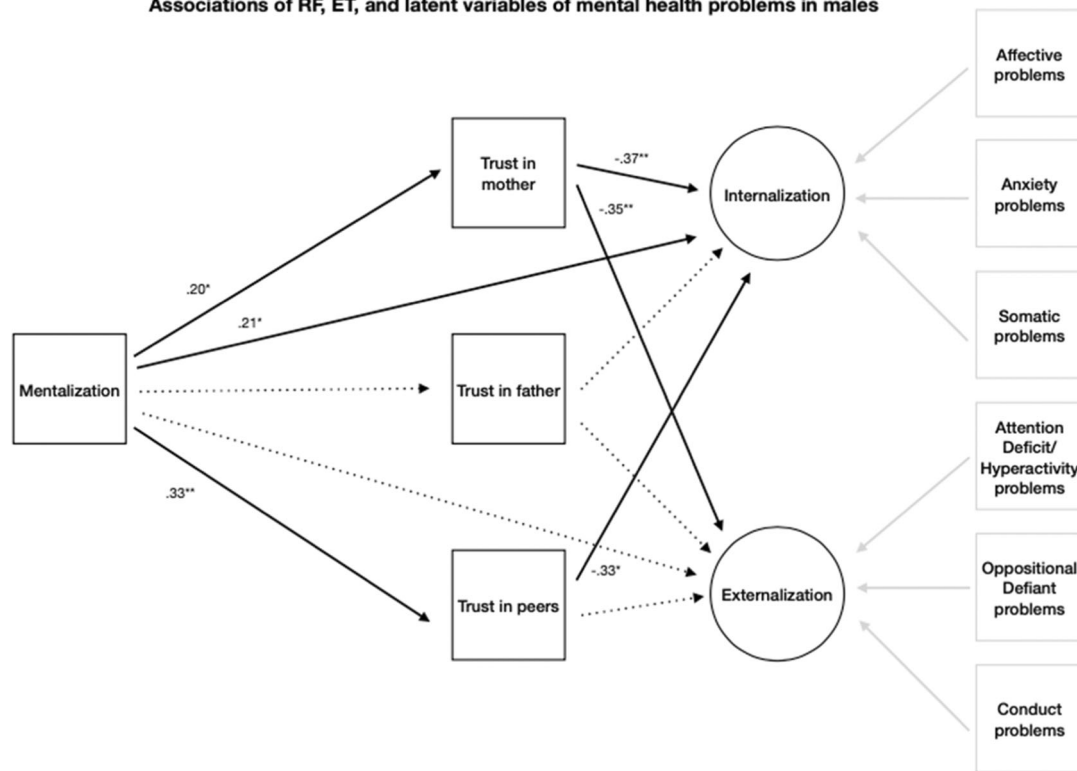 Associations of RF, ET, and latent variables of mental health problems in males
Affective
problems
Trust in
mother
-.37**
Internalization
Anxiety
problems
-.35**
.20*
.21*
Somatic
problems
Mentalization
Trust in father
Attention
Deficit/
Hyperactivity
problems
.33**
-.33*
Trust in peers
Externalization
Oppositional
Defiant
problems
Conduct
problems